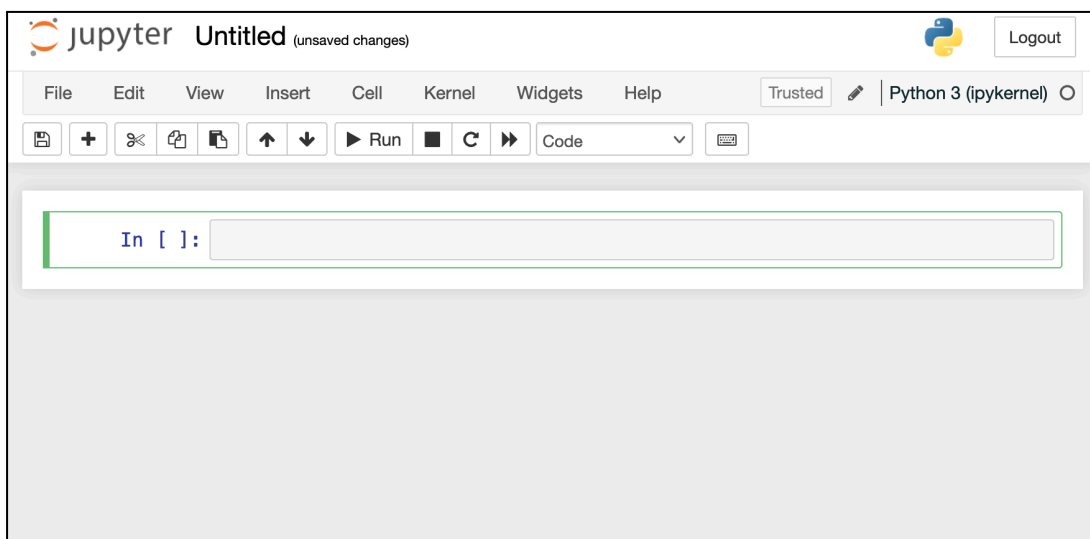 jupyter Untitled (unsaved changes) Logout
File Edit View Insert Cell Kernel Widgets Help Trusted Python 3 (ipykernel)
Run Code
In [ ]: